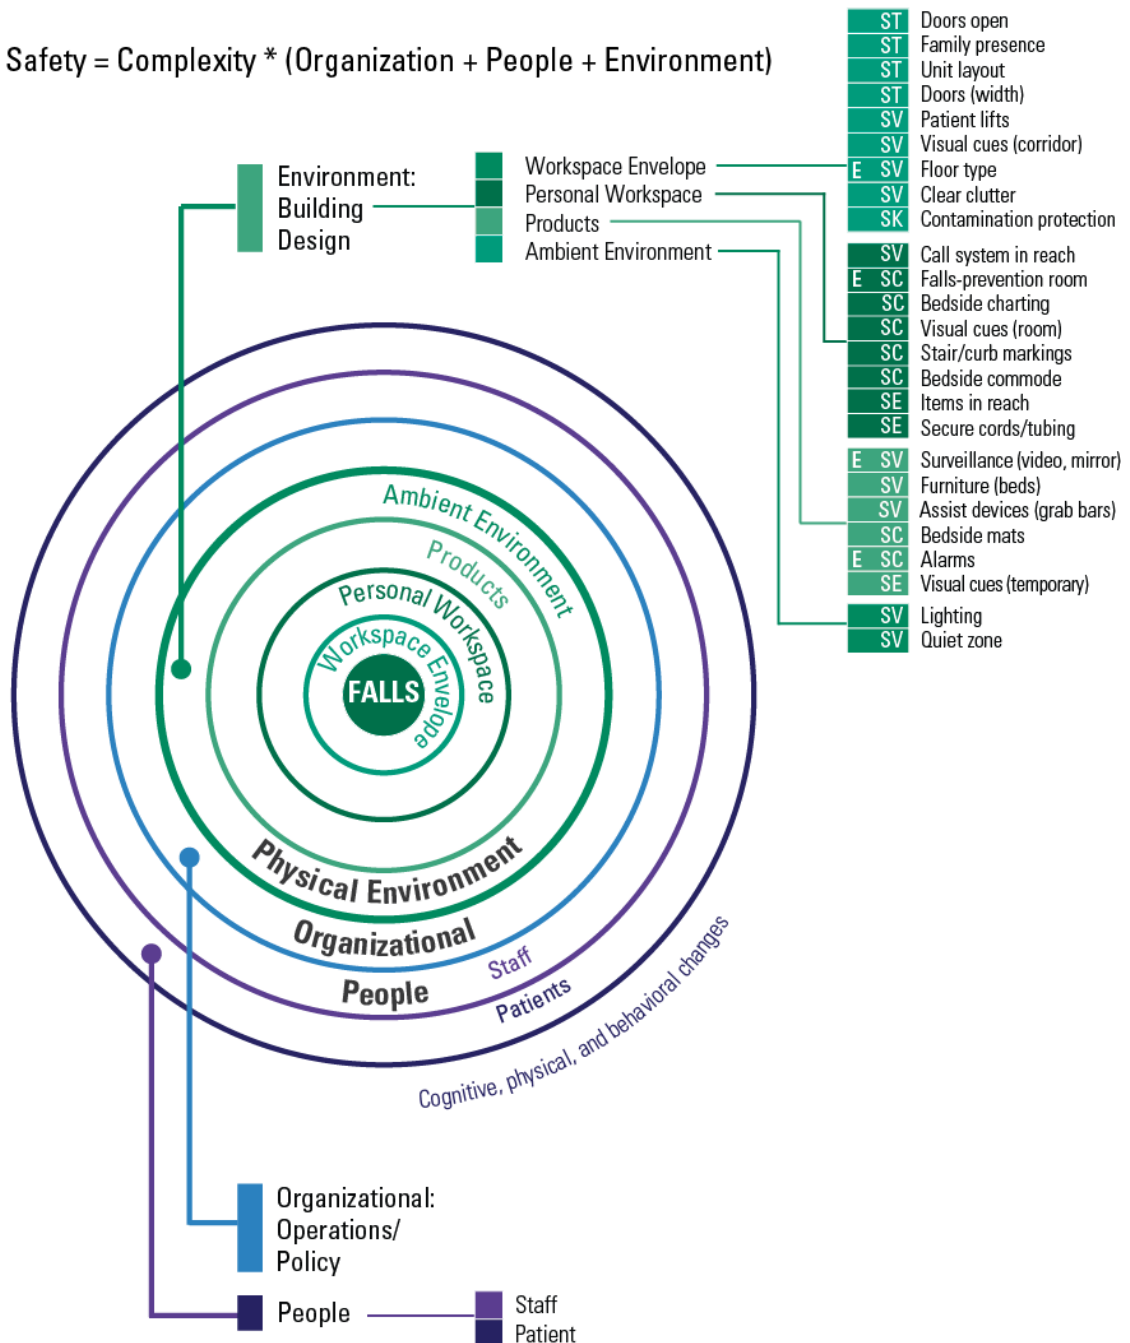 Safety = Complexity * (Organization + People + Environment)
Environment:
Building
Design
Workspace Envelope
Personal Workspace
Products
Ambient Environment
ST Doors open
ST Family presence
ST Unit layout
ST Doors (width)
SV Patient lifts
SV Visual cues (corridor)
E SV Floor type
SV Clear clutter
SK Contamination protection
SV Call system in reach
E SC Falls-prevention room
SC Bedside charting
SC Visual cues (room)
SC Stair/curb markings
SC Bedside commode
SE Items in reach
SE Secure cords/tubing
E SV Surveillance (video, mirror)
SV Furniture (beds)
SV Assist devices (grab bars)
SC Bedside mats
E SC Alarms
SE Visual cues (temporary)
SV Lighting
SV Quiet zone
Ambient Environment
Products
Personal Workspace
Workspace Envelope
FALLS
Physical Environment
Organizational
Staff
People
Patients
Cognitive, physical, and behavioral changes
Organizational:
Operations/
Policy
People
Staff
Patient